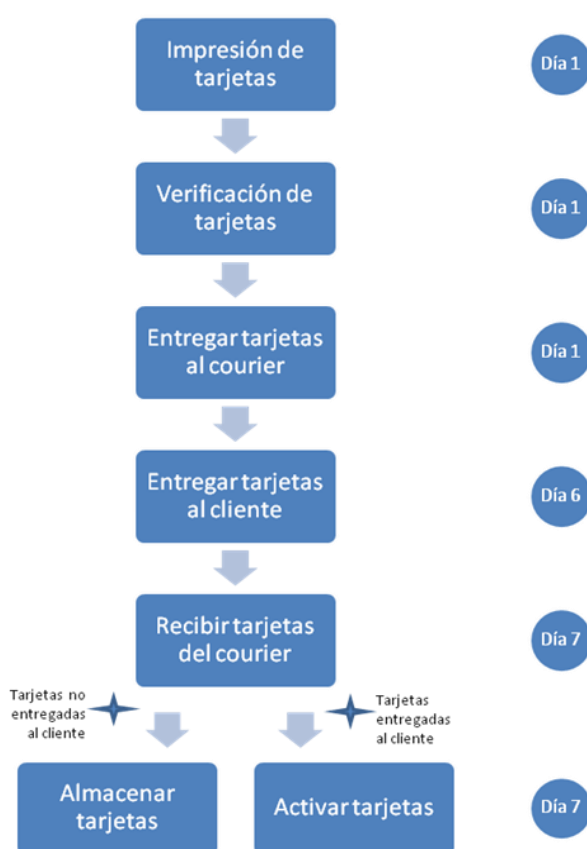 Impresión de
tarjetas
Día 1
Verificación de
tarjetas
Día 1
Entregar tarjetas
al courier
Día 1
Entregar tarjetas
al cliente
Día 6
Recibir tarjetas
del courier
Día 7
Tarjetas no
entregadas
al cliente
Tarjetas
entregadas
al cliente
Almacenar
tarjetas
Activar tarjetas
Día 7